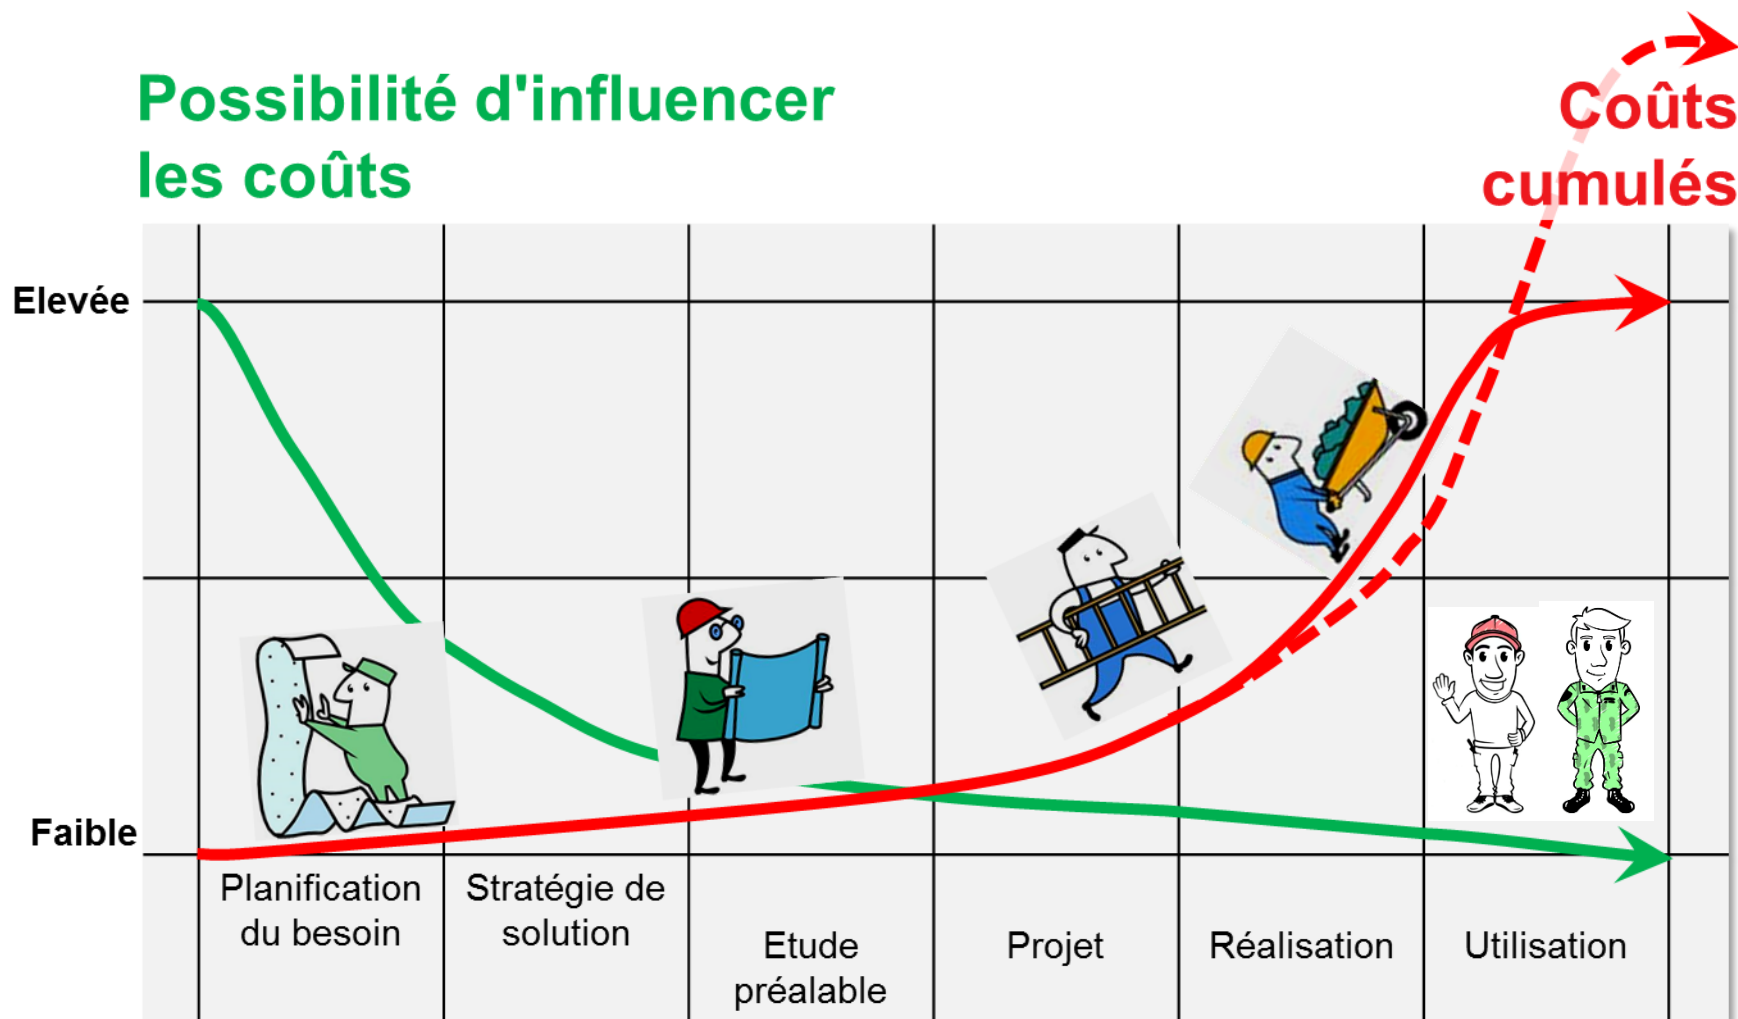 Possibilité d'influencer
les coûts
Coûts
cumulés
Elevée
Faible
Planification
du besoin
Stratégie de
solution
Etude
préalable
Projet
Réalisation
Utilisation